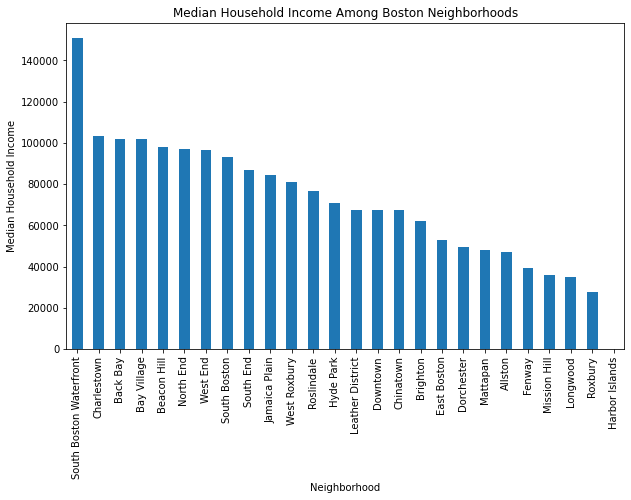 Median Household Income Among Boston Neighborhoods
Median Household Income
140000
120000
100000
80000
60000
40000
20000
0
South Boston Waterfront
Charlestown
Back Bay
Bay Village
Beacon Hill
North End
West End
South Boston
South End
Jamaica Plain
West Roxbury
Roslindale
Hyde Park
Leather District
Downtown
Chinatown
Brighton
East Boston
Dorchester
Mattapan
Allston
Fenway
Mission Hill
Longwood
Roxbury
Harbor Islands
Neighborhood